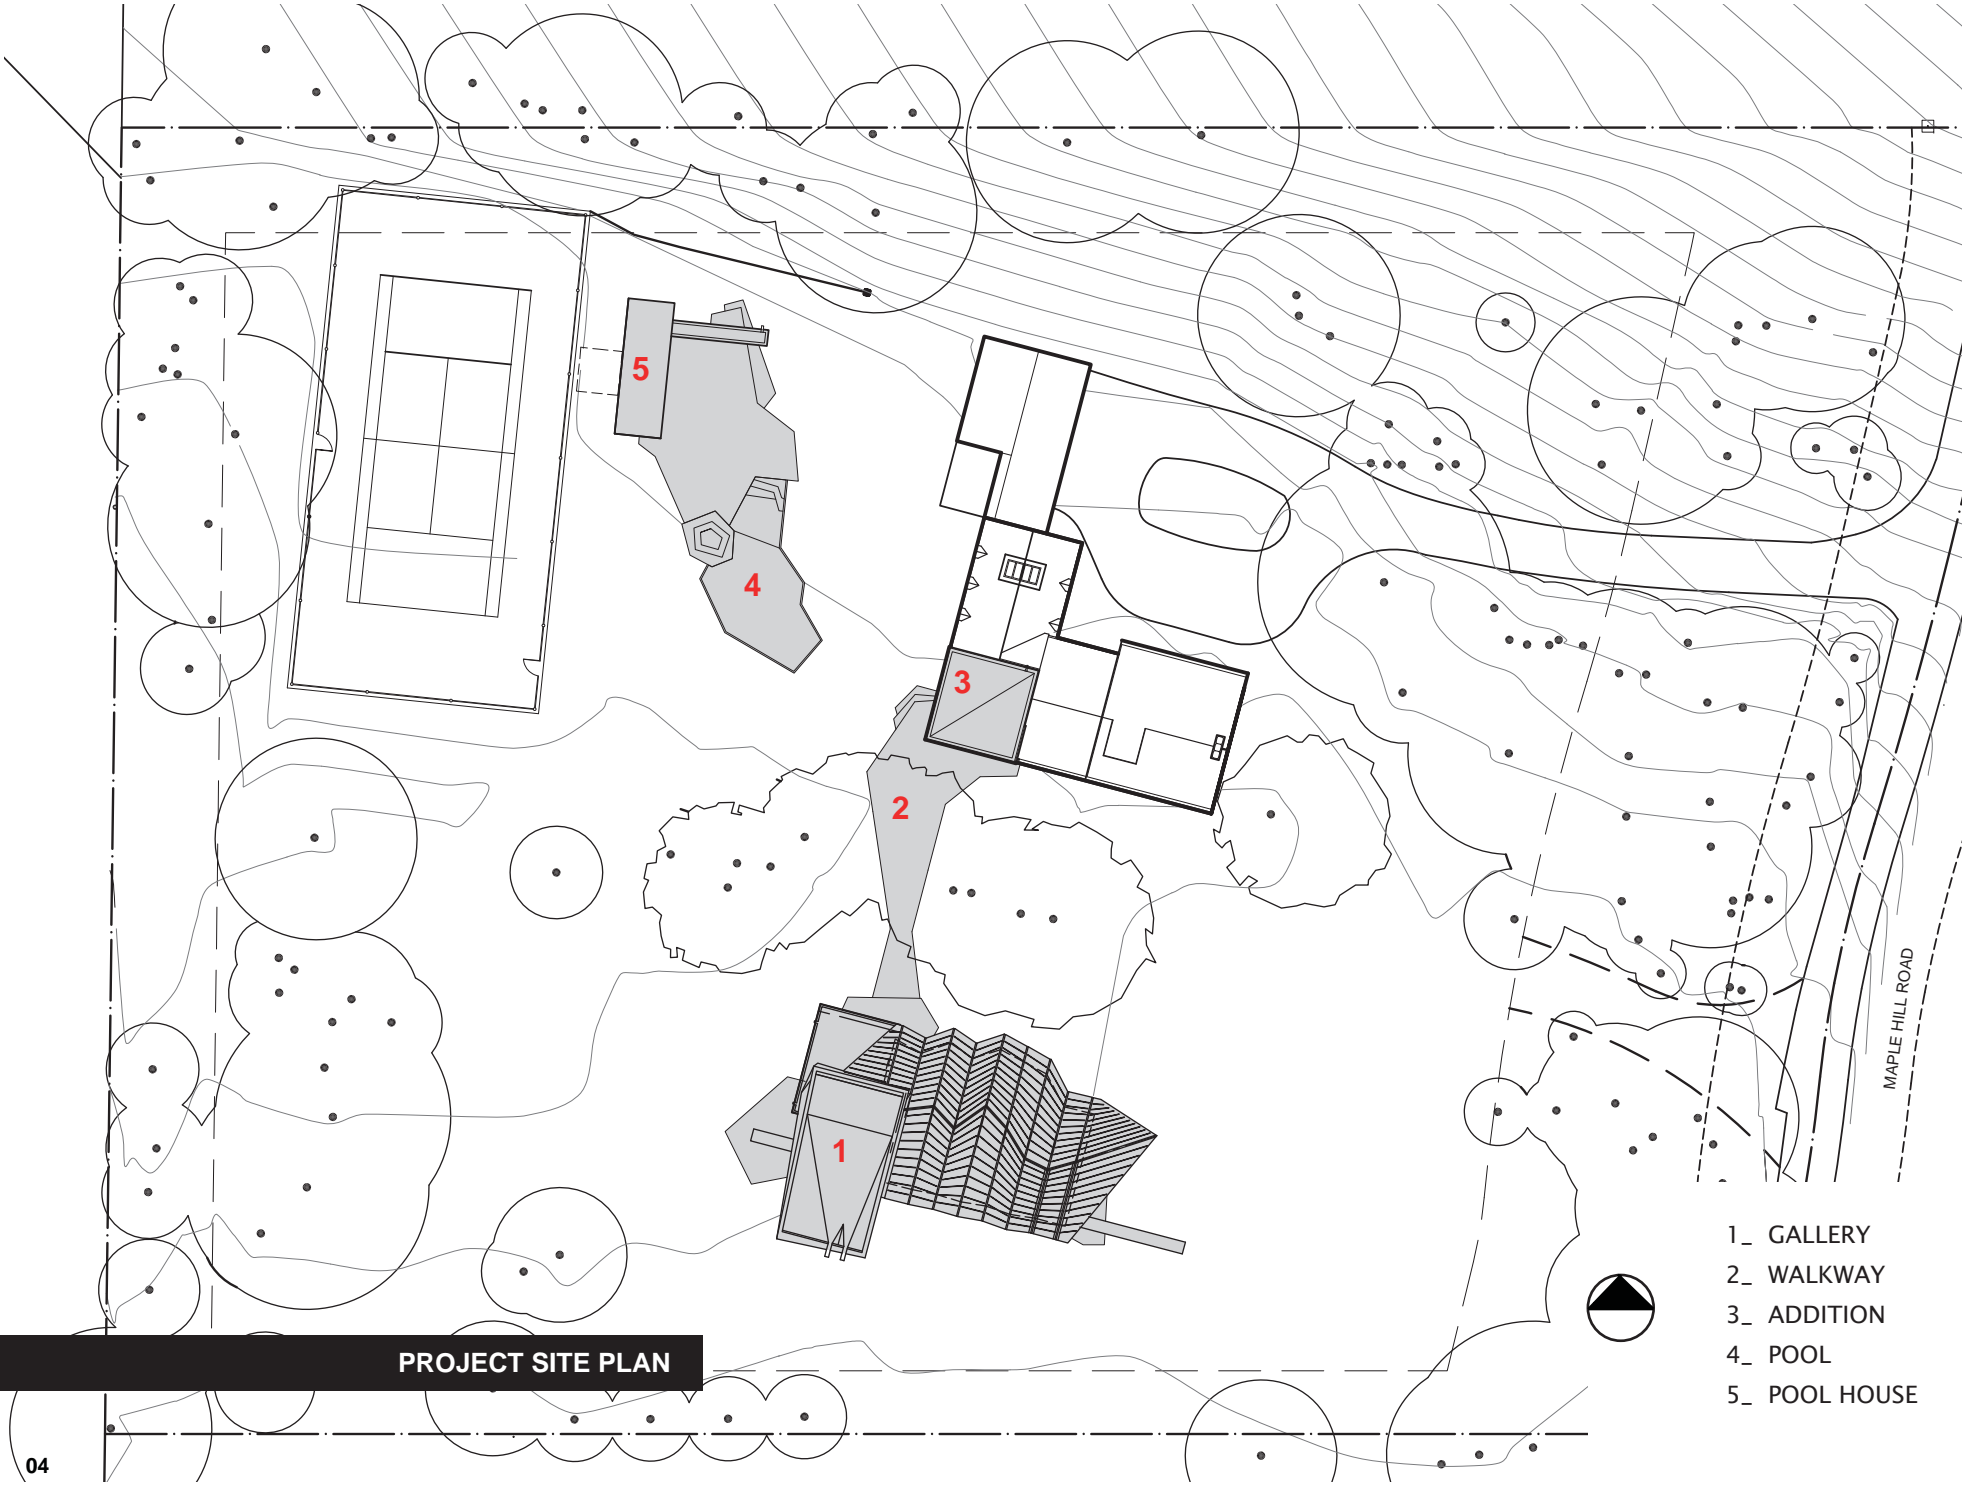 5
4
3
2
1
MAPLE HILL ROAD
1_ GALLERY
2_ WALKWAY
3_ ADDITION
4_ POOL
5_ POOL HOUSE
PROJECT SITE PLAN
04